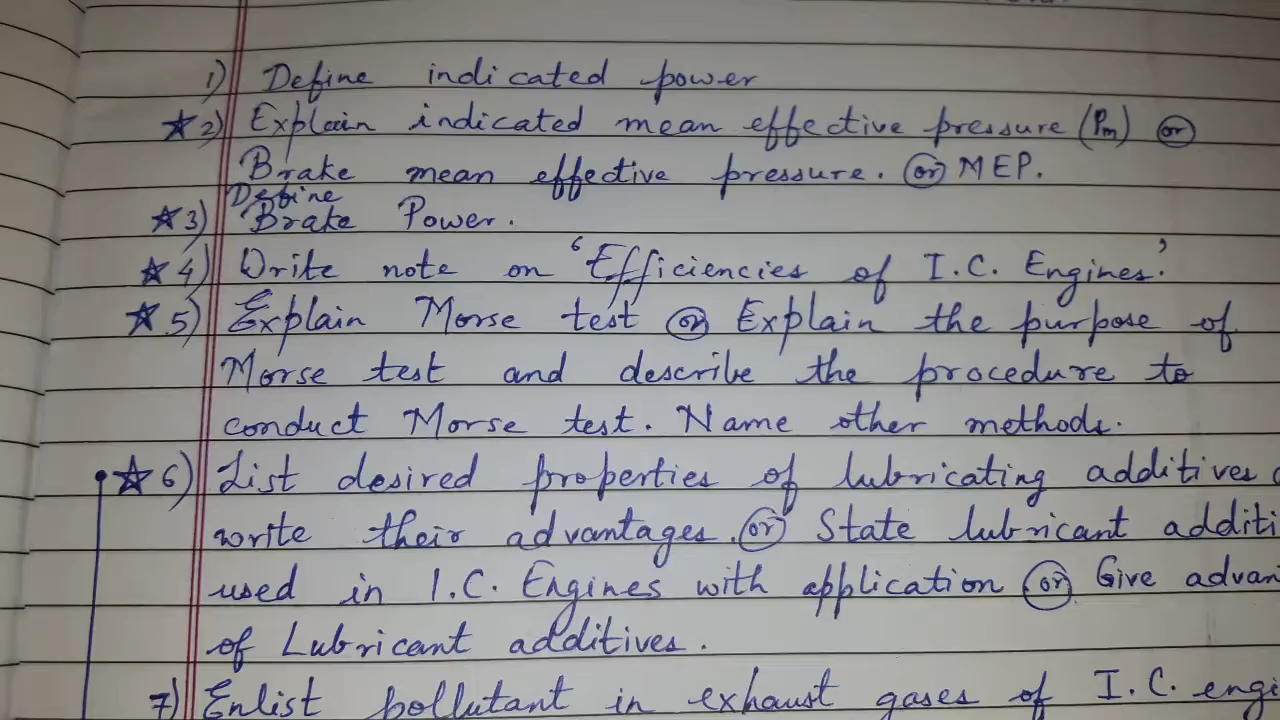 1) Define indicated power
☆2) Explain indicated mean effective pressure (Pm) or
Brake mean effective pressure. or MEP.
Define
☆3) Brake Power.
☆4) Write note on 'Efficiencies of I.C. Engines.'
☆5) Explain Morse test or Explain the purpose of
Morse test and describe the procedure to
conduct Morse test. Name other methods.
☆6) List desired properties of lubricating additives
write their advantages. or State lubricant additi
used in I.C. Engines with application or Give advan
of Lubricant additives.
7) Enlist pollutant in exhaust gases of I.C. engi